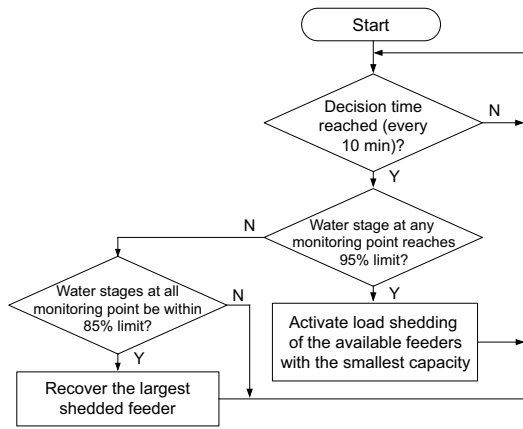 Start
Decision time
reached (every
10 min)?
N
Y
Water stage at any
monitoring point reaches
95% limit?
N
Y
Water stages at all
monitoring point be within
85% limit?
N
Y
Activate load shedding
of the available feeders
with the smallest capacity
Recover the largest
shedded feeder